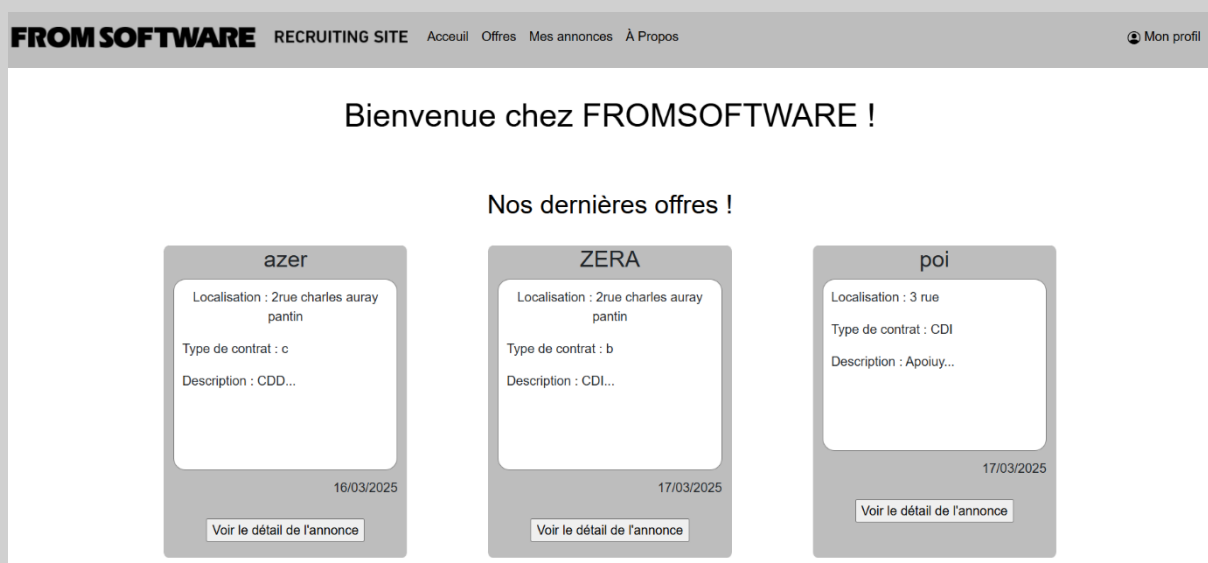 FROM SOFTWARE RECRUITING SITE Acceuil Offres Mes annonces À Propos Mon profil
Bienvenue chez FROMSOFTWARE !
Nos dernières offres !
azer
Localisation : 2rue charles auray
pantin
Type de contrat : c
Description : CDD...
16/03/2025
Voir le détail de l'annonce
ZERA
Localisation : 2rue charles auray
pantin
Type de contrat : b
Description : CDI...
17/03/2025
Voir le détail de l'annonce
poi
Localisation : 3 rue
Type de contrat : CDI
Description : Apoiuy...
17/03/2025
Voir le détail de l'annonce